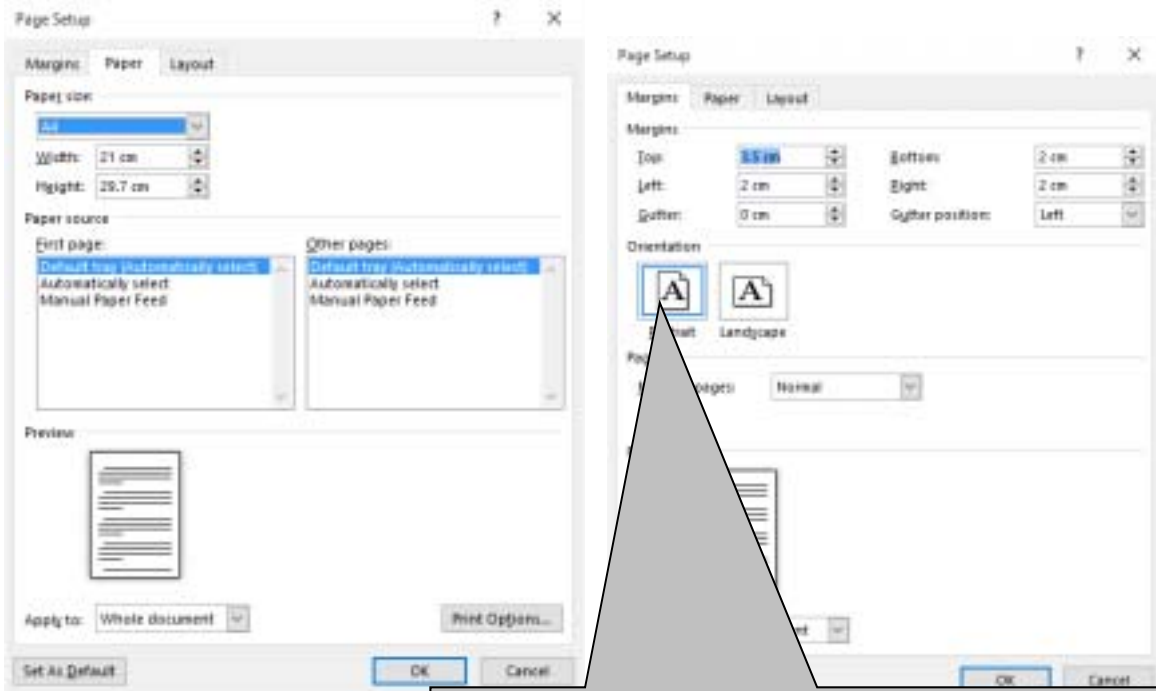 Page Setup
Margins Paper Layout
Paper size:
A4
Width: 21 cm
Height: 29.7 cm
Paper source
First page:
Default tray (Automatically select)
Automatically select
Manual Paper Feed
Other pages:
Default tray (Automatically select)
Automatically select
Manual Paper Feed
Preview
Apply to: Whole document
Print Options...
Set As Default
OK Cancel
Page Setup
Margins Paper Layout
Margins
Top: 3.5 cm Bottom: 2 cm
Left: 2 cm Right: 2 cm
Gutter: 0 cm Gutter position: Left
Orientation
A A
Landscape
pages: Normal
OK Cancel